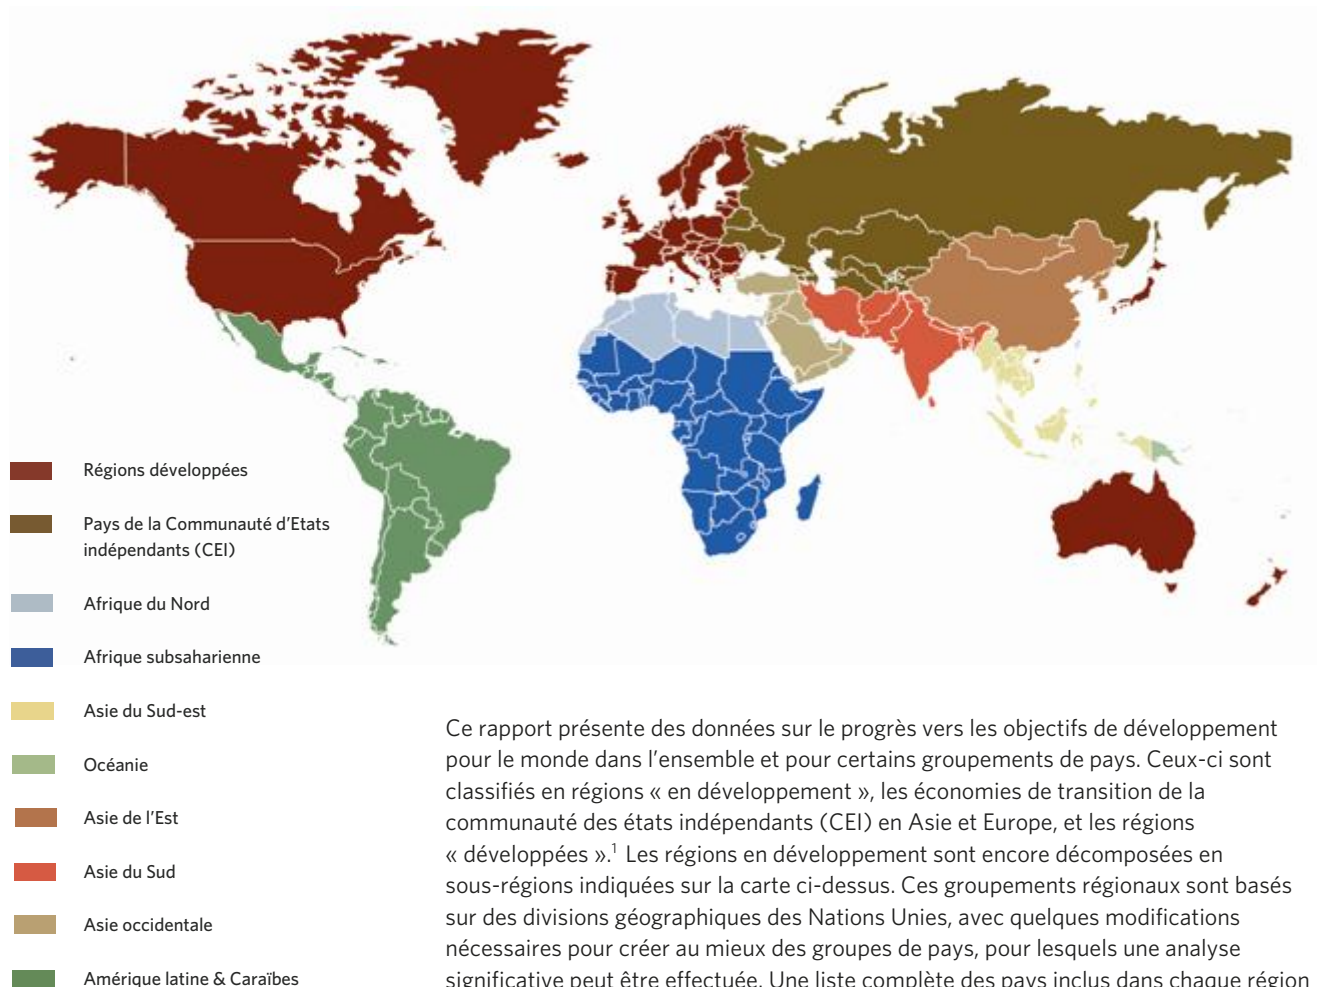 Régions développées
Pays de la Communauté d'Etats
indépendants (CEI)
Afrique du Nord
Afrique subsaharienne
Asie du Sud-est
Océanie
Asie de l'Est
Asie du Sud
Asie occidentale
Amérique latine & Caraïbes
Ce rapport présente des données sur le progrès vers les objectifs de développement
pour le monde dans l'ensemble et pour certains groupements de pays. Ceux-ci sont
classifiés en régions « en développement », les économies de transition de la
communauté des états indépendants (CEI) en Asie et Europe, et les régions
« développées ».¹ Les régions en développement sont encore décomposées en
sous-régions indiquées sur la carte ci-dessus. Ces groupements régionaux sont basés
sur des divisions géographiques des Nations Unies, avec quelques modifications
nécessaires pour créer au mieux des groupes de pays, pour lesquels une analyse
significative peut être effectuée. Une liste complète des pays inclus dans chaque région